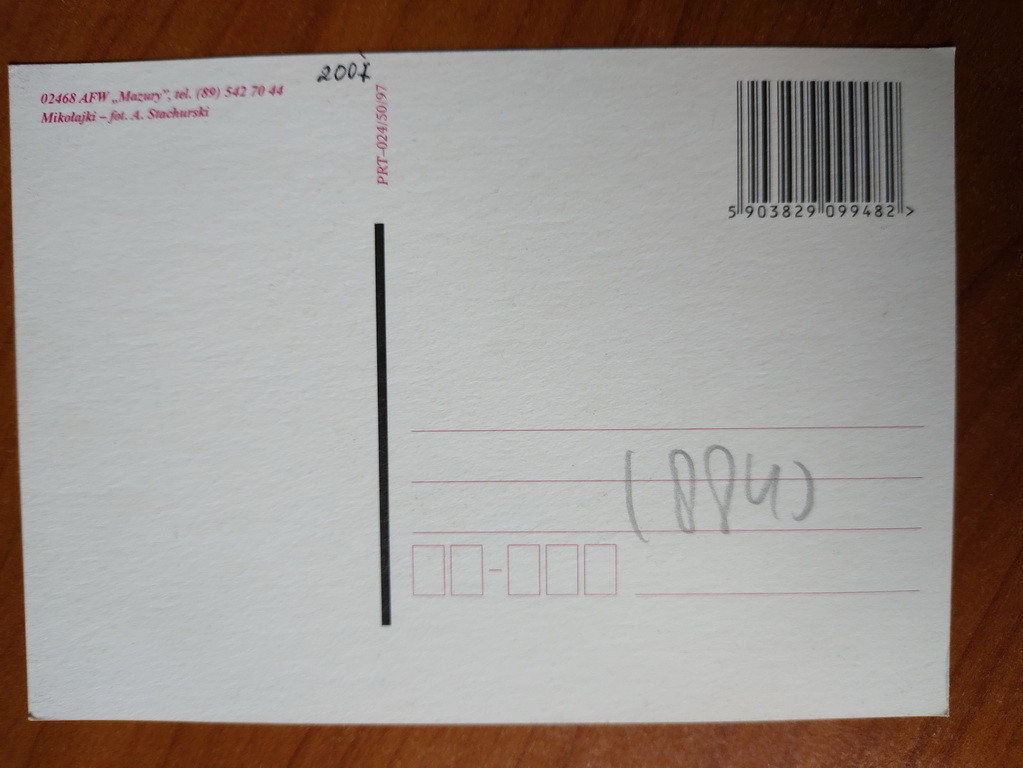 2007
02468 AFW „Mazury”, tel. (89) 542 70 44
Mikołajki – fot. A. Stachurski
PRT–024/50/97
5 903829 099482 >
(884)